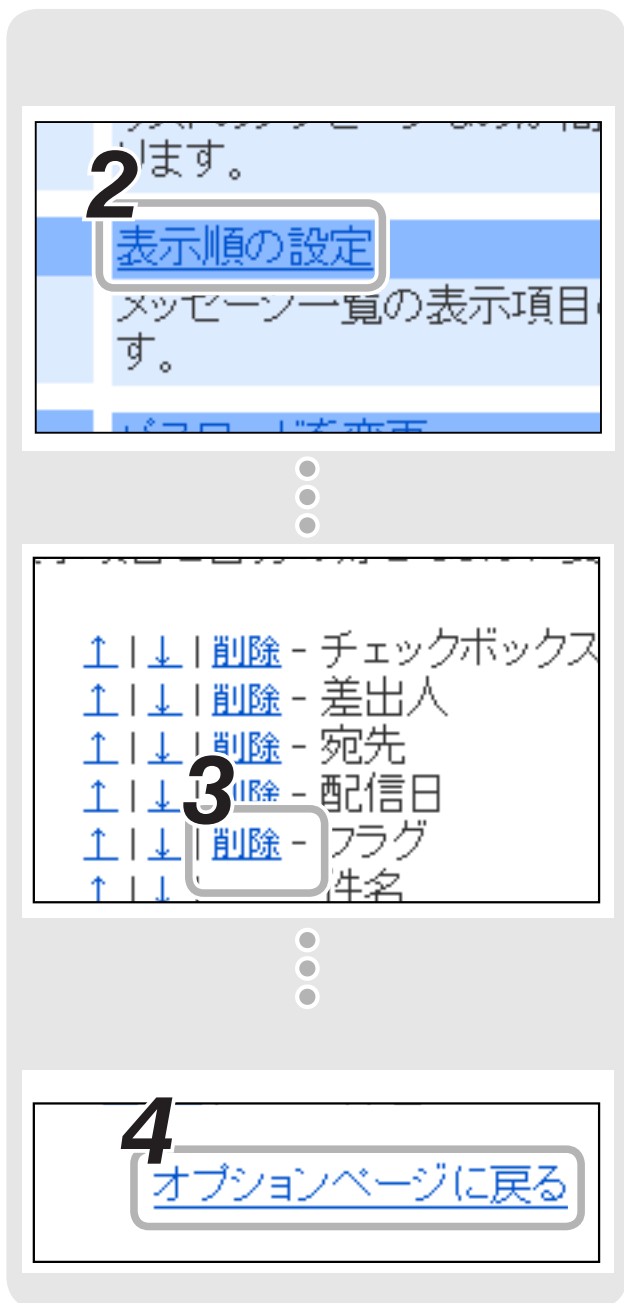 2
ります。
表示順の設定
メッセージ一覧の表示項目
す。
↑ | ↓ | 削除 - チェックボックス
↑ | ↓ | 削除 - 差出人
↑ | ↓ | 削除 - 宛先
↑ | ↓ | 削除 - 配信日
3
↑ | ↓ | 削除 - フラグ
↑ | ↓ | 件名
4
オプションページに戻る